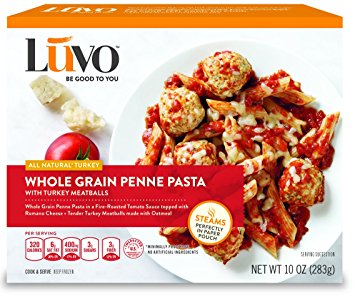 Lüvo™
BE GOOD TO YOU™
ALL NATURAL* TURKEY
WHOLE GRAIN PENNE PASTA
WITH TURKEY MEATBALLS
Whole Grain Penne Pasta in a Fire-Roasted Tomato Sauce topped with
Romano Cheese + Tender Turkey Meatballs made with Oatmeal
STEAMS
PERFECTLY
IN PAPER
POUCH
PER SERVING
320
CALORIES
6g
SAT FAT
400mg
SODIUM
3g
SUGARS
FIBER
*MINIMALLY PROCESSED,
NO ARTIFICIAL INGREDIENTS
COOK & SERVE KEEP FROZEN
SERVING SUGGESTION
NET WT 10 OZ (283g)